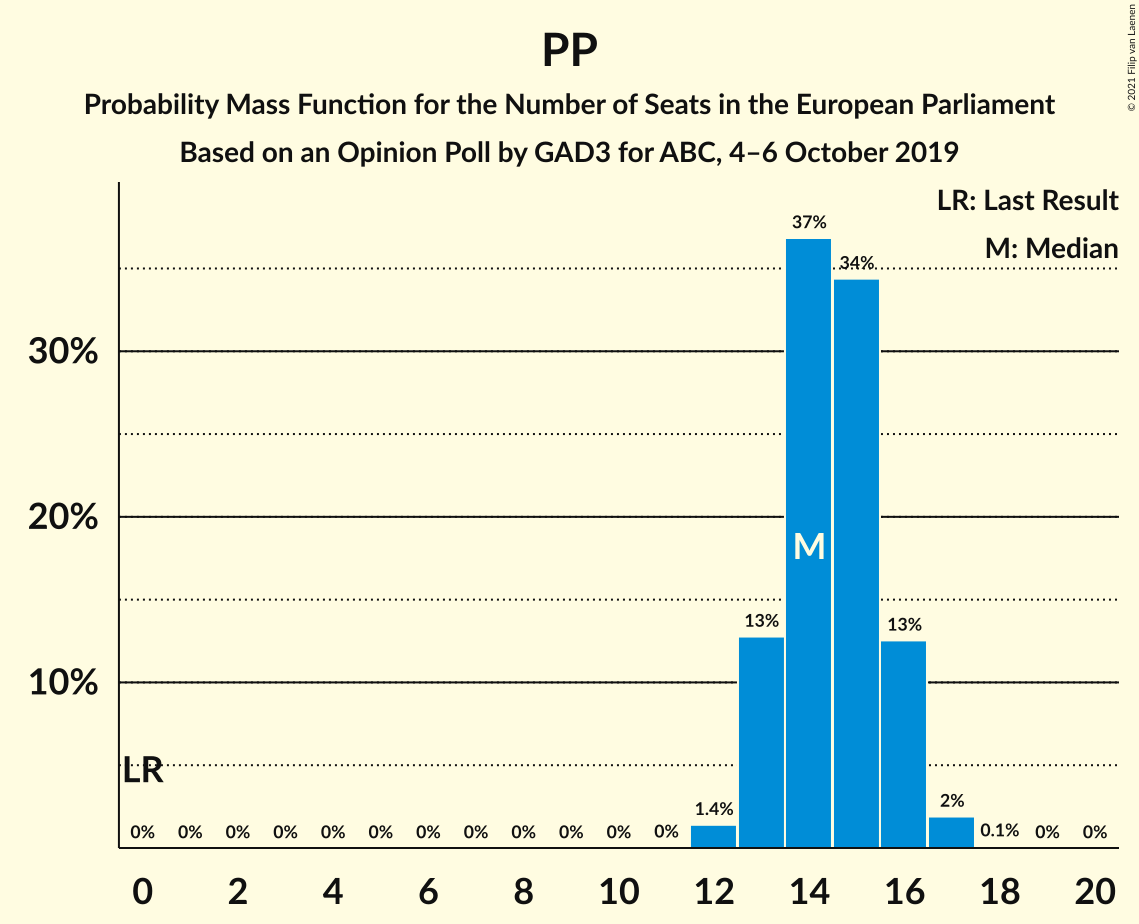 PP
Probability Mass Function for the Number of Seats in the European Parliament
Based on an Opinion Poll by GAD3 for ABC, 4–6 October 2019
© 2021 Filip van Laenen
LR: Last Result
M: Median
37%
34%
30%
M
20%
13%
13%
10%
LR
0% 0% 0% 0% 0% 0% 0% 0% 0% 0% 0% 0% 1.4% 2% 0.1% 0% 0%
0 2 4 6 8 10 12 14 16 18 20